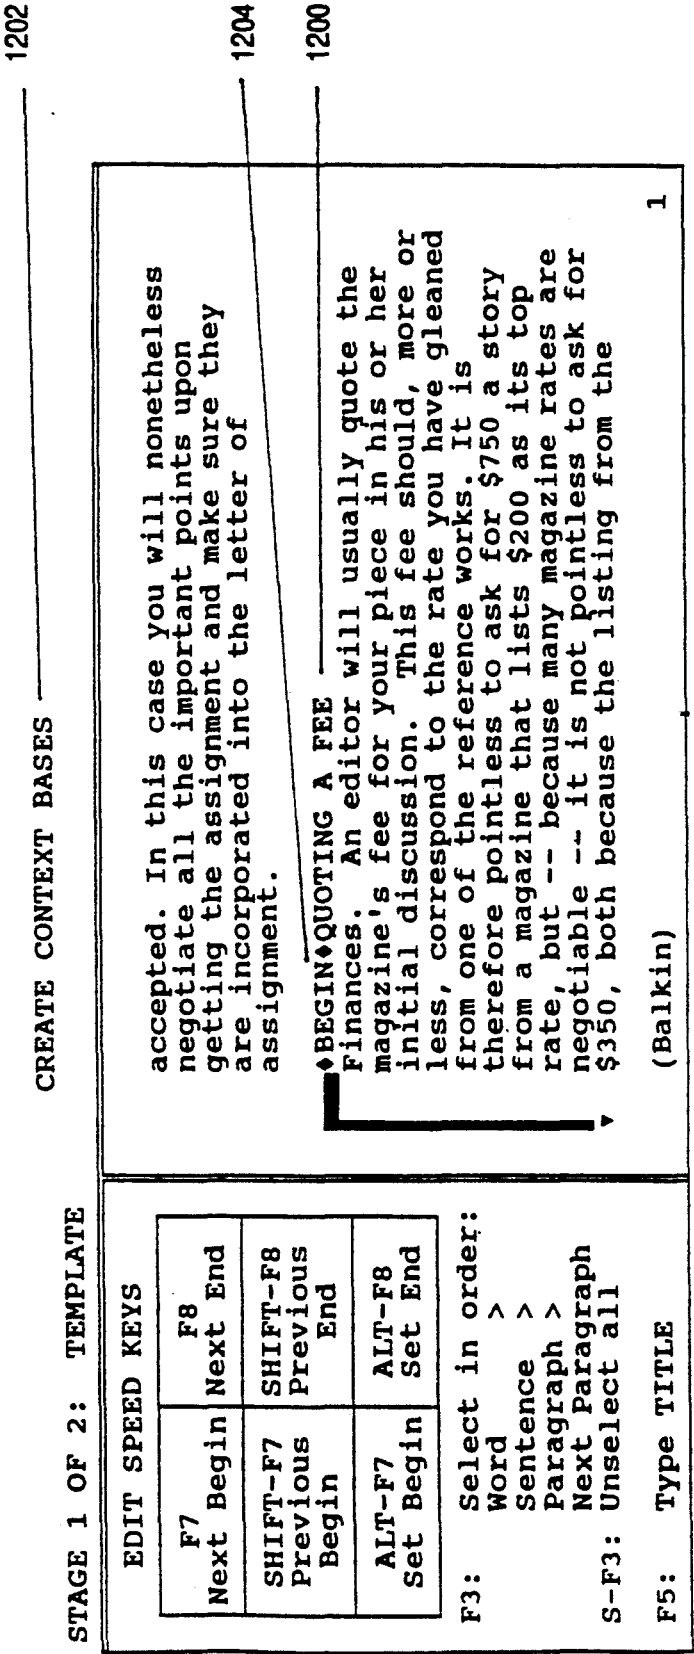 STAGE 1 OF 2: TEMPLATE
CREATE CONTEXT BASES
1202
EDIT SPEED KEYS
F7
Next Begin
F8
Next End
SHIFT-F7
Previous
Begin
SHIFT-F8
Previous
End
ALT-F7
Set Begin
ALT-F8
Set End
F3: Select in order:
Word >
Sentence >
Paragraph >
Next Paragraph
S-F3: Unselect all
F5: Type TITLE
accepted. In this case you will nonetheless
negotiate all the important points upon
getting the assignment and make sure they
are incorporated into the letter of
assignment.
1204
♦BEGIN♦QUOTING A FEE
1200
Finances. An editor will usually quote the
magazine's fee for your piece in his or her
initial discussion. This fee should, more or
less, correspond to the rate you have gleaned
from one of the reference works. It is
therefore pointless to ask for $750 a story
from a magazine that lists $200 as its top
rate, but -- because many magazine rates are
negotiable -- it is not pointless to ask for
$350, both because the listing from the
(Balkin) 1